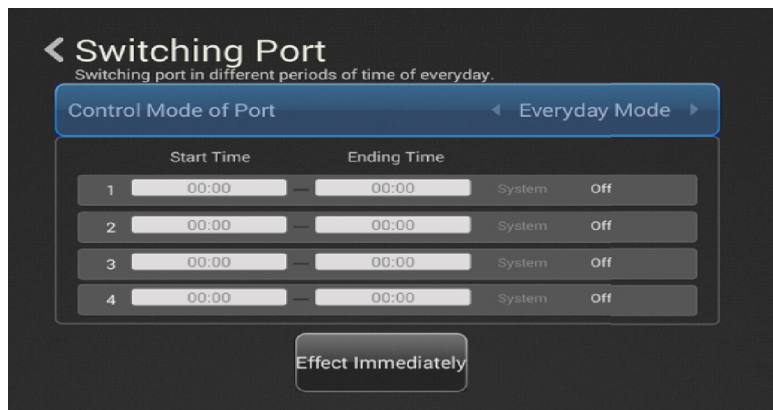 Switching Port
Switching port in different periods of time of everyday.
Control Mode of Port Everyday Mode
Start Time Ending Time
1 00:00 — 00:00 System Off
2 00:00 — 00:00 System Off
3 00:00 — 00:00 System Off
4 00:00 — 00:00 System Off
Effect Immediately